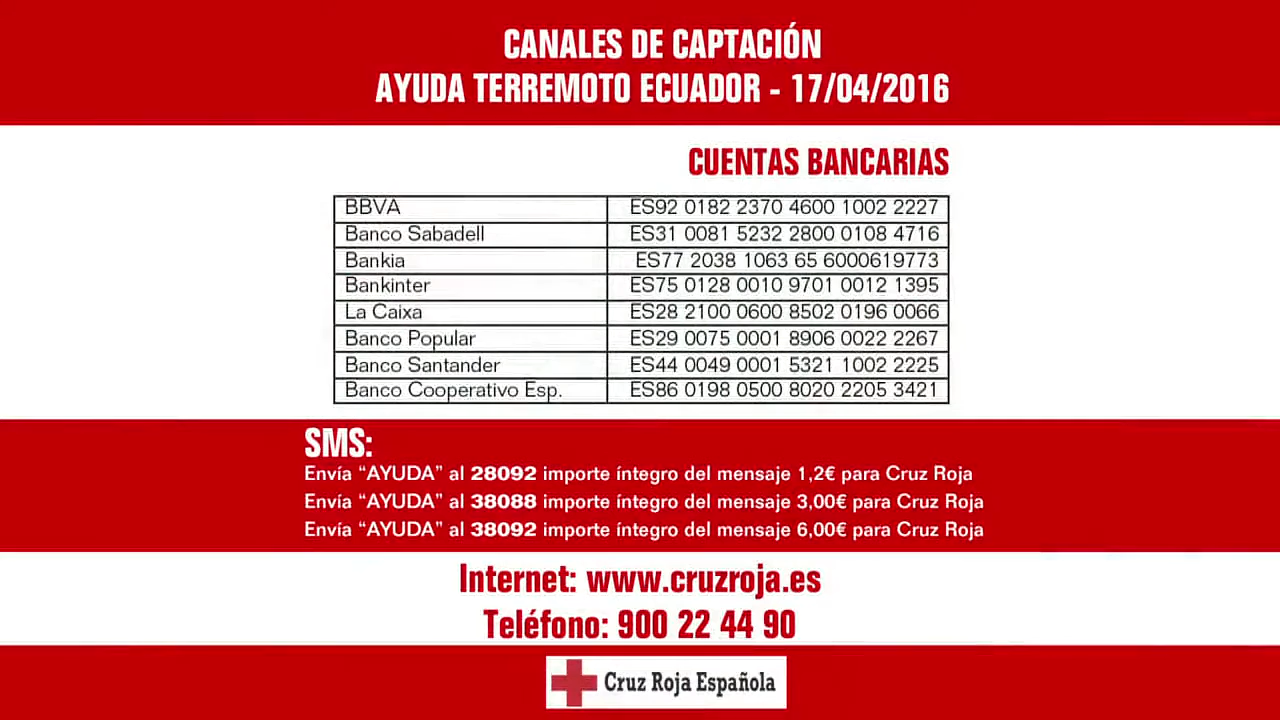 CANALES DE CAPTACIÓN
AYUDA TERREMOTO ECUADOR - 17/04/2016
CUENTAS BANCARIAS
BBVA ES92 0182 2370 4600 1002 2227
Banco Sabadell ES31 0081 5232 2800 0108 4716
Bankia ES77 2038 1063 65 6000619773
Bankinter ES75 0128 0010 9701 0012 1395
La Caixa ES28 2100 0600 8502 0196 0066
Banco Popular ES29 0075 0001 8906 0022 2267
Banco Santander ES44 0049 0001 5321 1002 2225
Banco Cooperativo Esp. ES86 0198 0500 8020 2205 3421
SMS:
Envía “AYUDA” al 28092 importe íntegro del mensaje 1,2€ para Cruz Roja
Envía “AYUDA” al 38088 importe íntegro del mensaje 3,00€ para Cruz Roja
Envía “AYUDA” al 38092 importe íntegro del mensaje 6,00€ para Cruz Roja
Internet: www.cruzroja.es
Teléfono: 900 22 44 90
Cruz Roja Española